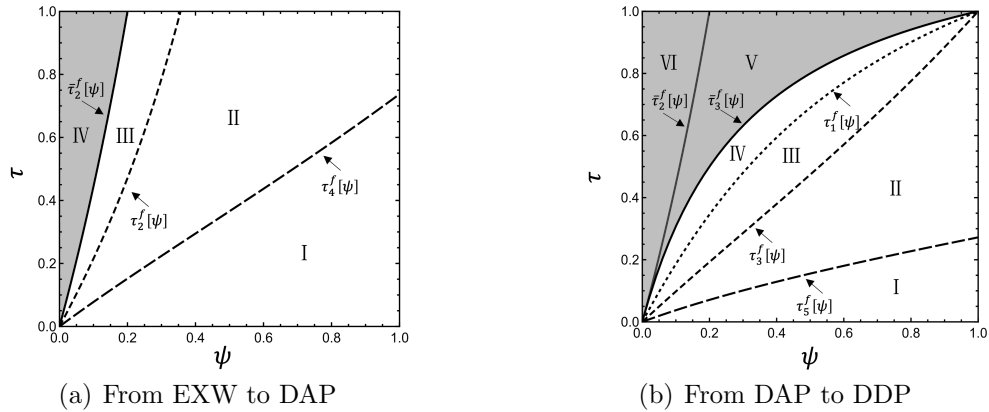 1.0
0.8
0.6
0.4
0.2
0.0
τ
τ̄₂ᶠ[ψ]
Ⅳ
Ⅲ
Ⅱ
τ₂ᶠ[ψ]
τ₄ᶠ[ψ]
Ⅰ
0.0 0.2 0.4 0.6 0.8 1.0
ψ
(a) From EXW to DAP
1.0
0.8
0.6
0.4
0.2
0.0
τ
Ⅵ
Ⅴ
τ̄₂ᶠ[ψ]
τ̄₃ᶠ[ψ]
τ₁ᶠ[ψ]
Ⅳ
Ⅲ
Ⅱ
τ₃ᶠ[ψ]
τ₅ᶠ[ψ]
Ⅰ
0.0 0.2 0.4 0.6 0.8 1.0
ψ
(b) From DAP to DDP